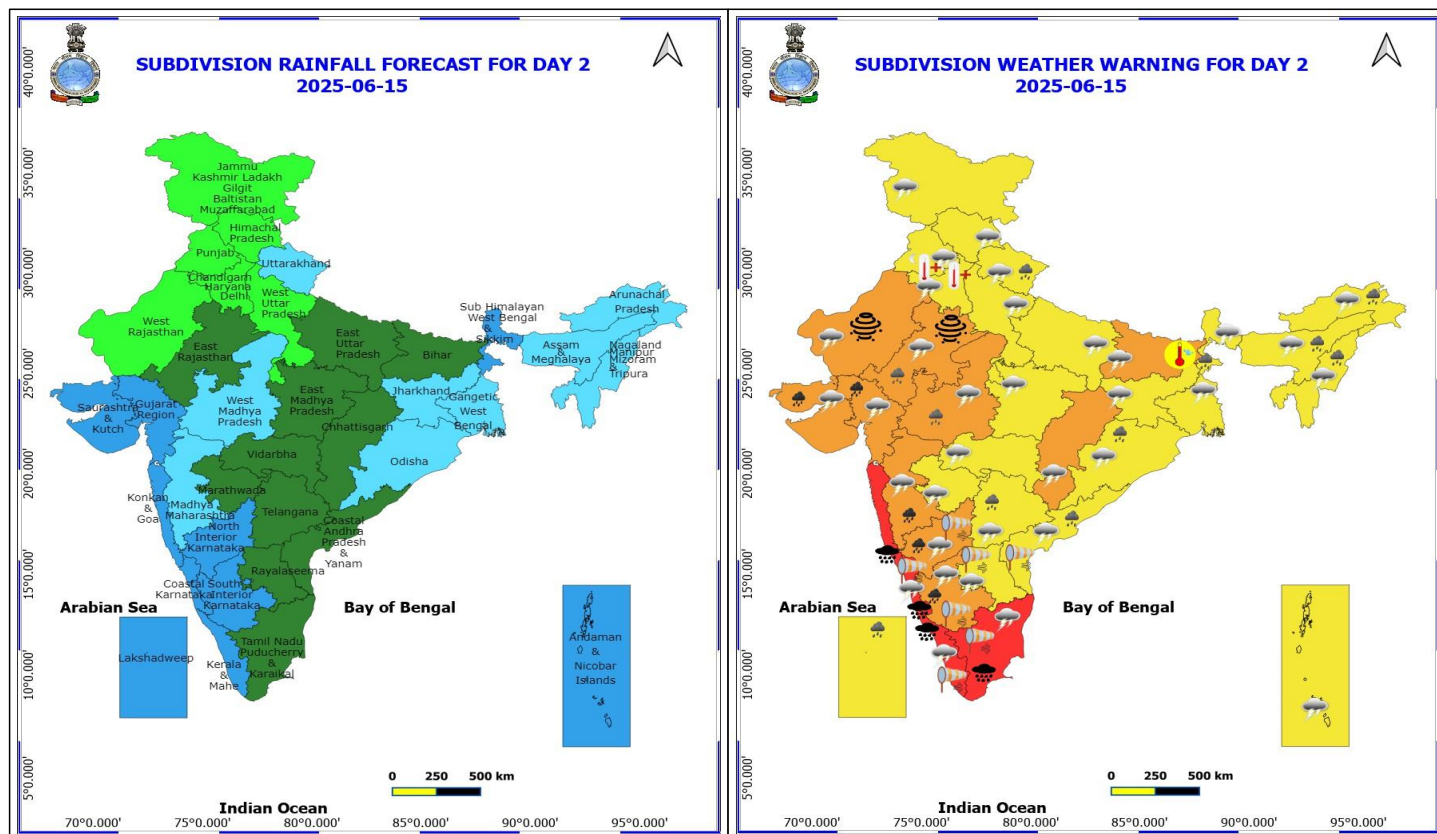 SUBDIVISION RAINFALL FORECAST FOR DAY 2
2025-06-15
40°0.000'
35°0.000'
30°0.000'
25°0.000'
20°0.000'
15°0.000'
10°0.000'
5°0.000'
Jammu
Kashmir Ladakh
Gilgit
Baltistan
Muzaffarabad
Himachal
Pradesh
Punjab
Uttarakhand
Chandigarh
Haryana
Delhi
West
Uttar
Pradesh
West
Rajasthan
East
Rajasthan
East
Uttar
Pradesh
Bihar
Sub Himalayan
West Bengal
&
Sikkim
Arunachal
Pradesh
Assam
&
Meghalaya
Nagaland
Manipur
Mizoram
&
Tripura
Saurashtra
&
Kutch
Gujarat
Region
West
Madhya
Pradesh
East
Madhya
Pradesh
Jharkhand
Gangetic
West
Bengal
Chhattisgarh
Odisha
Vidarbha
Konkan
&
Goa
Madhya
Maharashtra
Marathwada
Telangana
North
Interior
Karnataka
Coastal
Andhra
Pradesh
&
Yanam
Rayalaseema
Coastal
Karnataka
South
Interior
Karnataka
Arabian Sea
Bay of Bengal
Lakshadweep
Kerala
&
Mahe
Tamil Nadu
Puducherry
&
Karaikal
Andaman
&
Nicobar
Islands
0 250 500 km
Indian Ocean
70°0.000' 75°0.000' 80°0.000' 85°0.000' 90°0.000' 95°0.000'
SUBDIVISION WEATHER WARNING FOR DAY 2
2025-06-15
40°0.000'
35°0.000'
30°0.000'
25°0.000'
20°0.000'
15°0.000'
10°0.000'
5°0.000'
Arabian Sea
Bay of Bengal
0 250 500 km
Indian Ocean
70°0.000' 75°0.000' 80°0.000' 85°0.000' 90°0.000' 95°0.000'